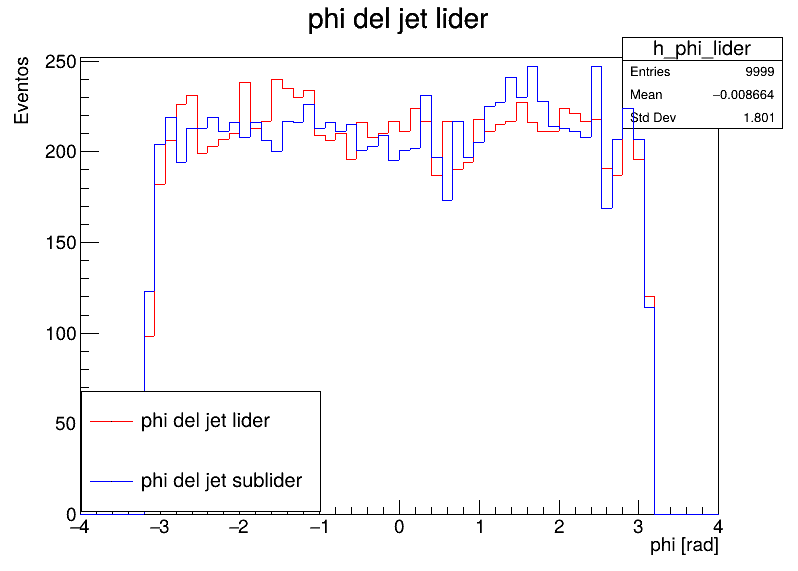 phi del jet lider
h_phi_lider
Entries 9999
Mean −0.008664
Std Dev 1.801
Eventos
250
200
150
100
50
0
phi del jet lider
phi del jet sublider
−4 −3 −2 −1 0 1 2 3 4
phi [rad]